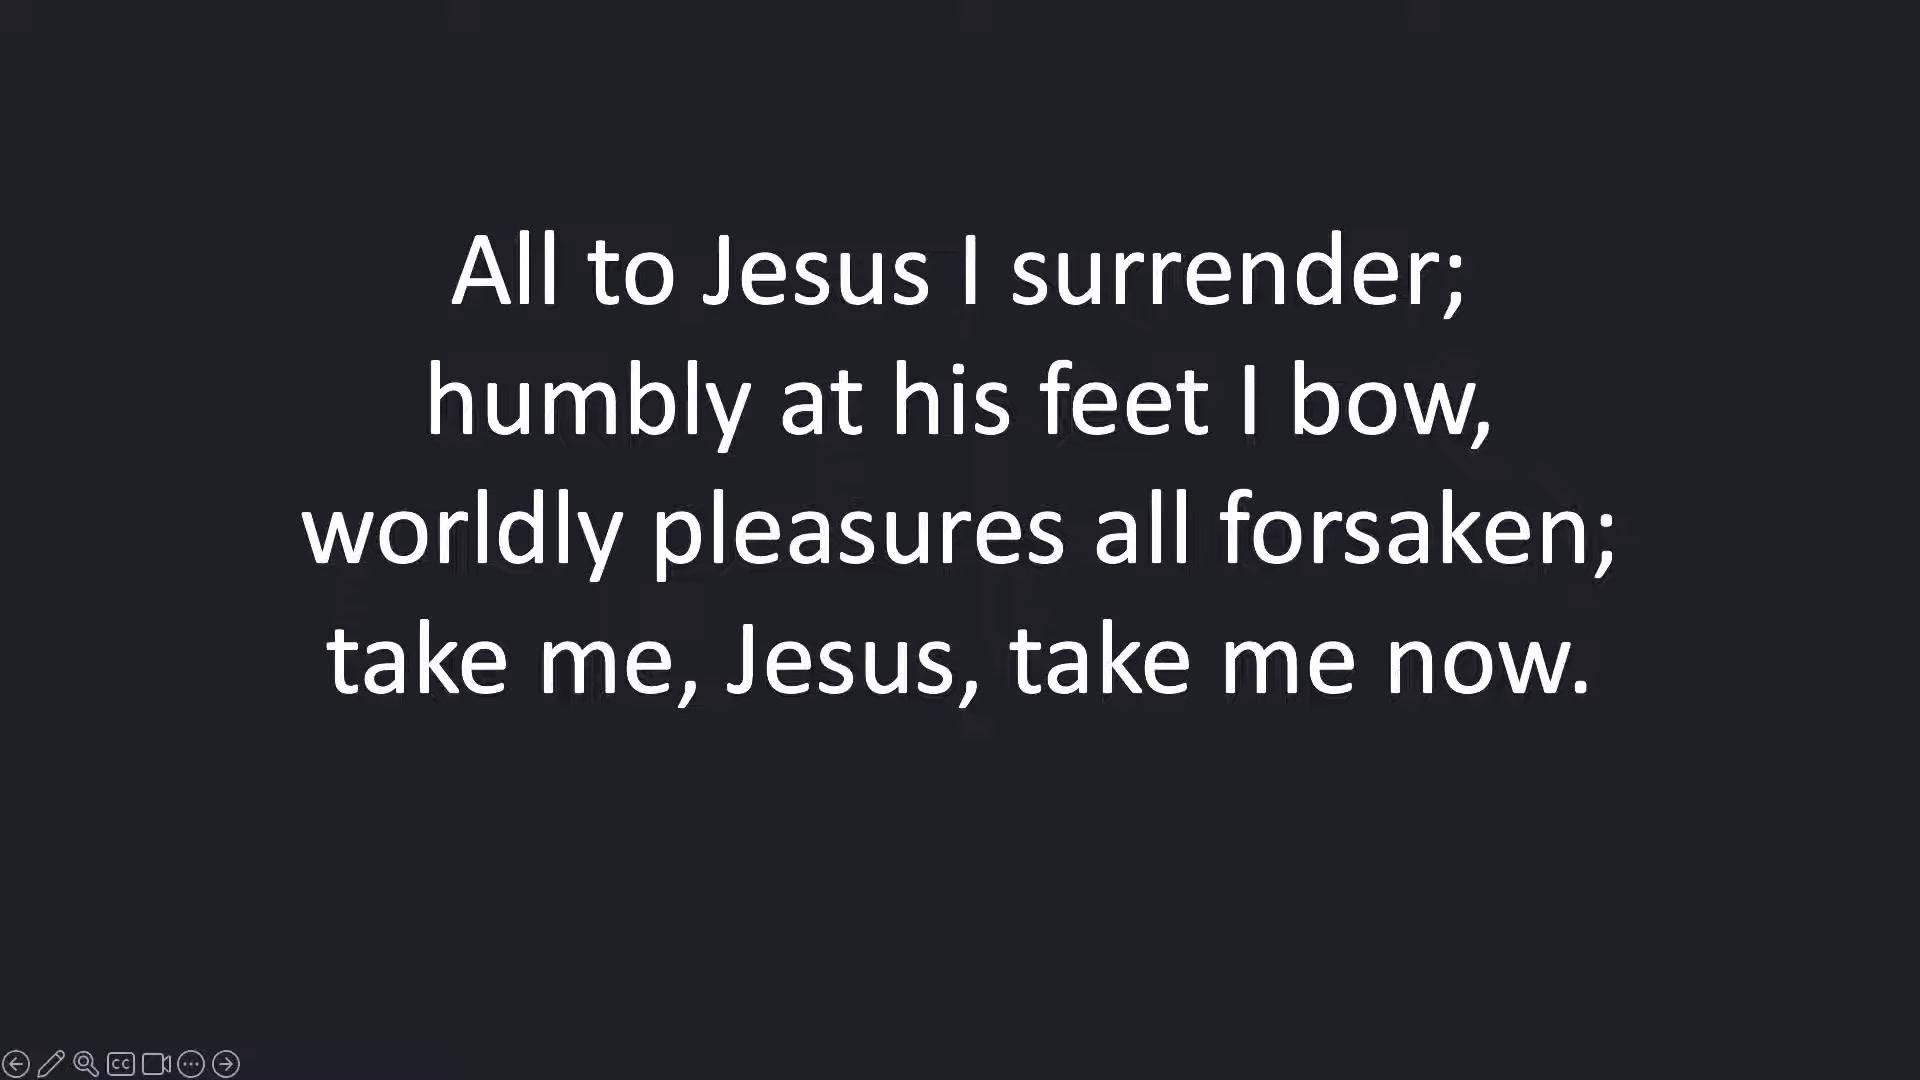 All to Jesus I surrender;
humbly at his feet I bow,
worldly pleasures all forsaken;
take me, Jesus, take me now.
CC